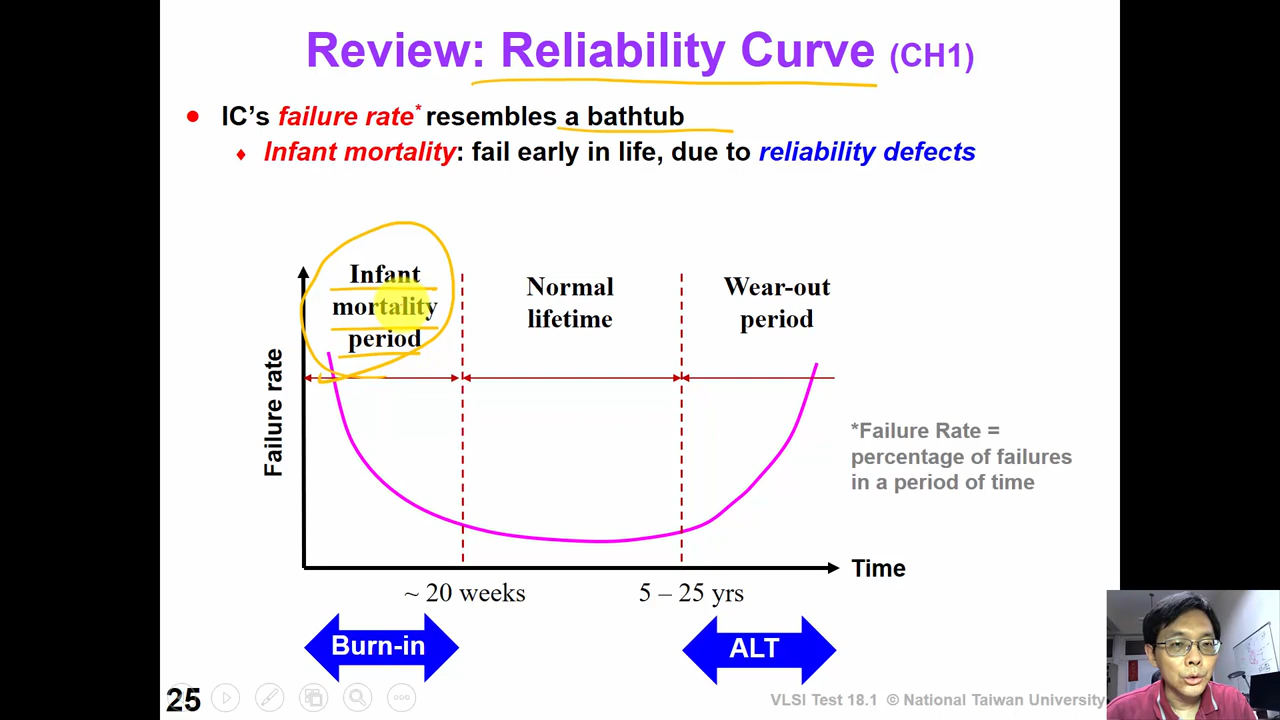 Review: Reliability Curve (CH1)
● IC's failure rate* resembles a bathtub
♦ Infant mortality: fail early in life, due to reliability defects
Infant
mortality
period
Normal
lifetime
Wear-out
period
Failure rate
*Failure Rate =
percentage of failures
in a period of time
Time
~ 20 weeks
5 – 25 yrs
Burn-in
ALT
25
VLSI Test 18.1 © National Taiwan University